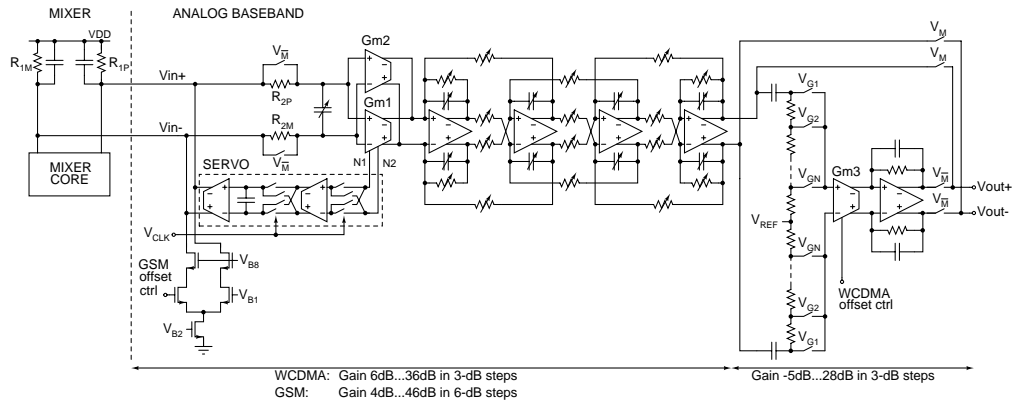 MIXER
ANALOG BASEBAND
VDD
R1M
R1P
Vin+
Vin-
MIXER
CORE
VM̅
R2P
R2M
VM̅
Gm2
Gm1
+
-
N1
N2
SERVO
VCLK
GSM
offset
ctrl
VB8
VB1
VB2
VM
VM
VG1
VG2
VGN
VREF
VGN
VG2
VG1
Gm3
VM̅
VM̅
Vout+
Vout-
WCDMA
offset ctrl
WCDMA: Gain 6dB...36dB in 3-dB steps
GSM: Gain 4dB...46dB in 6-dB steps
Gain -5dB...28dB in 3-dB steps